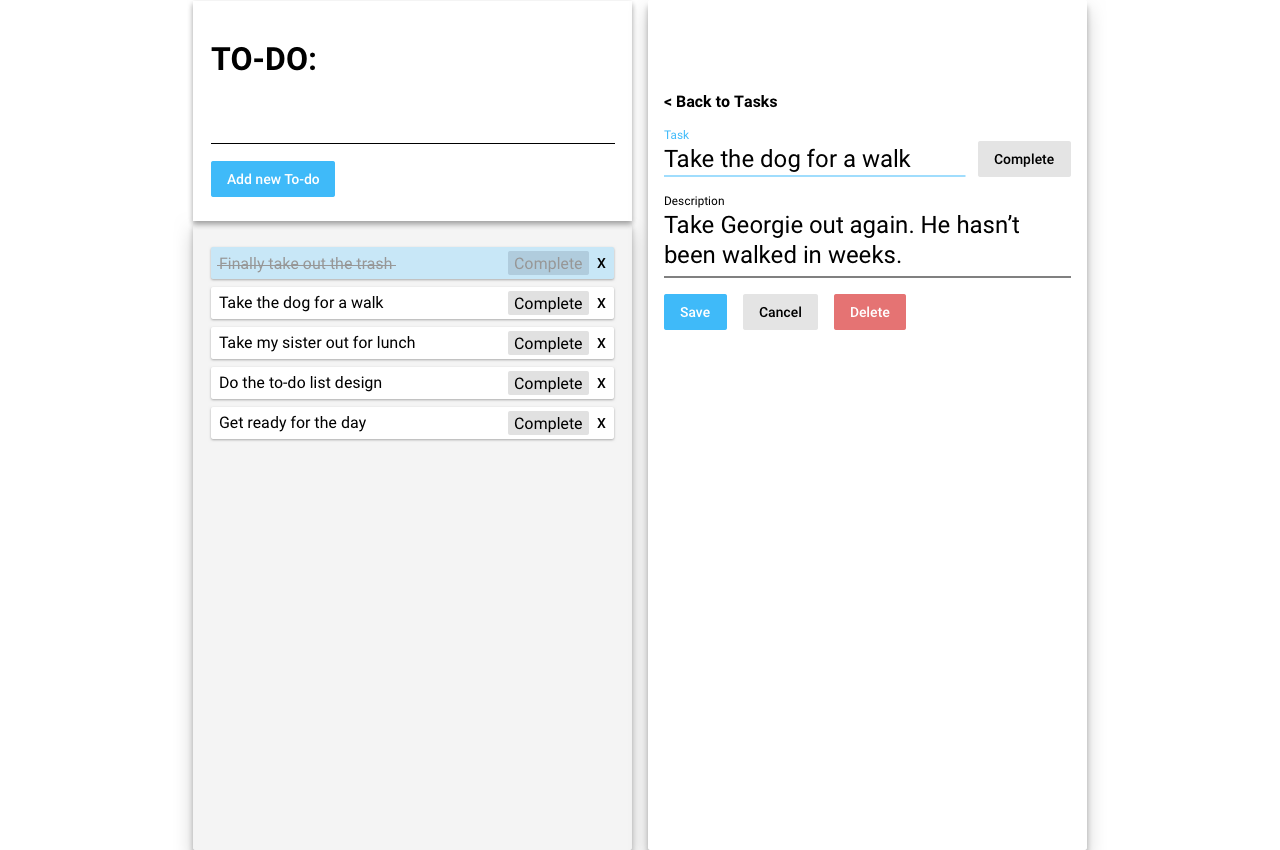 TO-DO:
Add new To-do
Finally take out the trash Complete X
Take the dog for a walk Complete X
Take my sister out for lunch Complete X
Do the to-do list design Complete X
Get ready for the day Complete X
< Back to Tasks
Task
Take the dog for a walk Complete
Description
Take Georgie out again. He hasn’t
been walked in weeks.
Save Cancel Delete